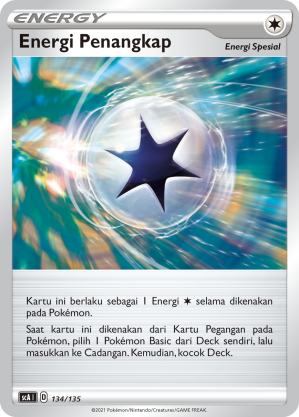 ENERGY
Energi Penangkap
Energi Spesial
Kartu ini berlaku sebagai 1 Energi selama dikenakan
pada Pokémon.
Saat kartu ini dikenakan dari Kartu Pegangan pada
Pokémon, pilih 1 Pokémon Basic dari Deck sendiri, lalu
masukkan ke Cadangan. Kemudian, kocok Deck.
scA I D 134/135
©2021 Pokémon/Nintendo/Creatures/GAME FREAK.